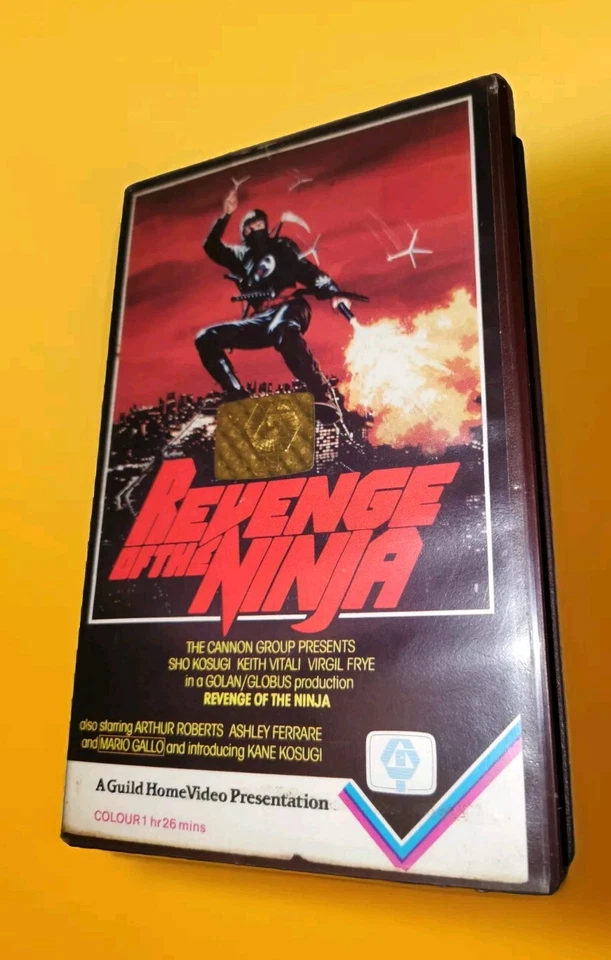 REVENGE
OF THE NINJA
THE CANNON GROUP PRESENTS
SHO KOSUGI KEITH VITALI VIRGIL FRYE
in a GOLAN/GLOBUS production
REVENGE OF THE NINJA
also starring ARTHUR ROBERTS ASHLEY FERRARE
and MARIO GALLO and introducing KANE KOSUGI
A Guild Home Video Presentation
COLOUR 1 hr 26 mins